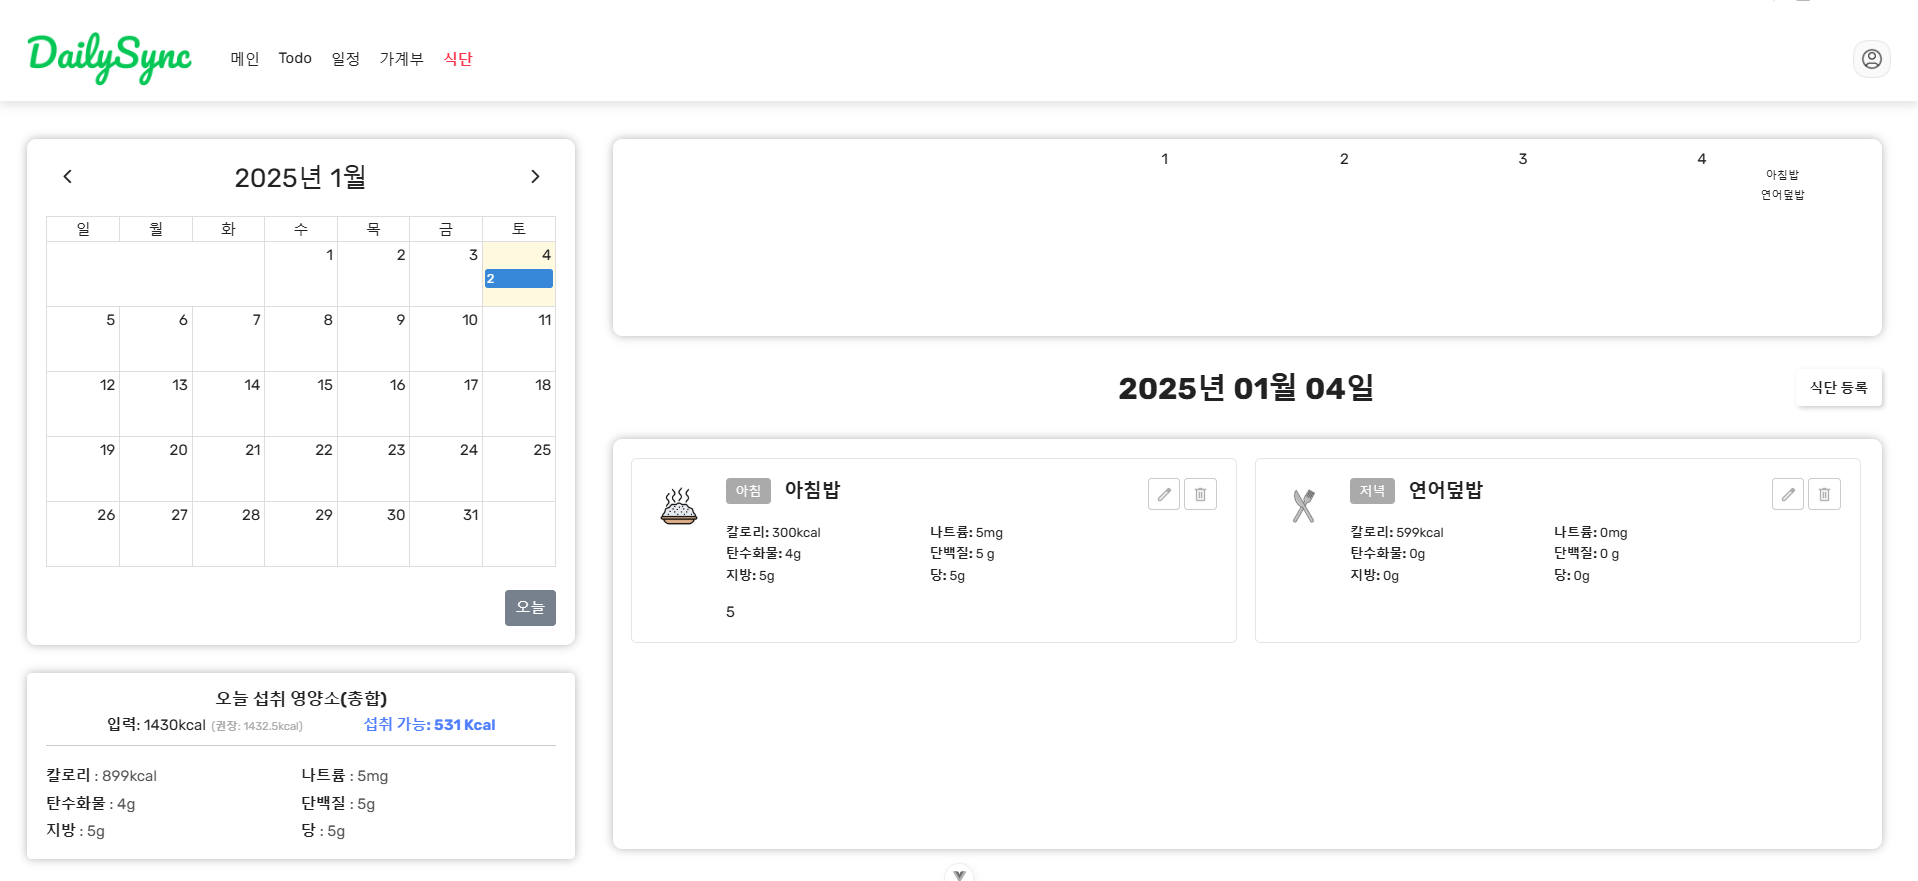 DailySync 메인 Todo 일정 가계부 식단
2025년 1월
일 월 화 수 목 금 토
1 2 3 4
2
5 6 7 8 9 10 11
12 13 14 15 16 17 18
19 20 21 22 23 24 25
26 27 28 29 30 31
오늘
오늘 섭취 영양소(총합)
입력: 1430kcal (권장: 1432.5kcal) 섭취 가능: 531 Kcal
칼로리 : 899kcal 나트륨 : 5mg
탄수화물 : 4g 단백질 : 5g
지방 : 5g 당 : 5g
1 2 3 4
아침밥
연어덮밥
2025년 01월 04일
식단 등록
아침 아침밥
칼로리: 300kcal 나트륨: 5mg
탄수화물: 4g 단백질: 5 g
지방: 5g 당: 5g
5
저녁 연어덮밥
칼로리: 599kcal 나트륨: 0mg
탄수화물: 0g 단백질: 0 g
지방: 0g 당: 0g